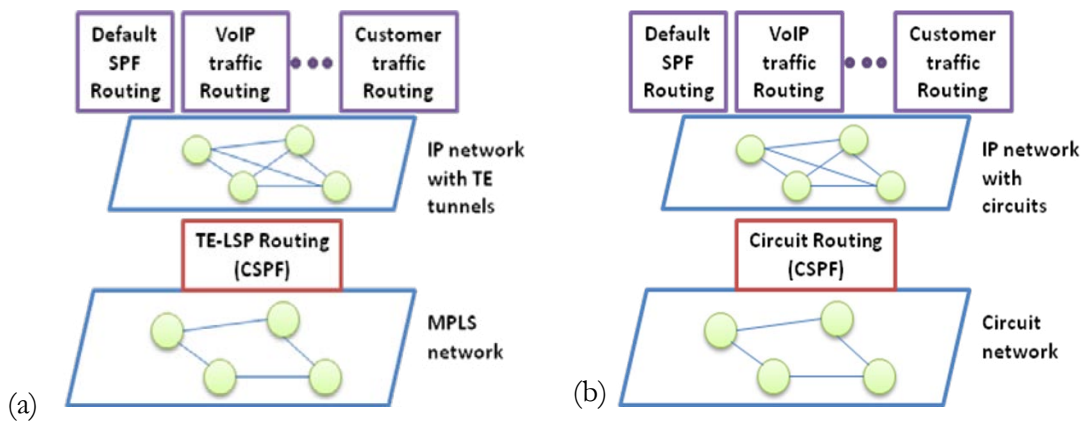 Default
SPF
Routing
VoIP
traffic
Routing
Customer
traffic
Routing
IP network
with TE
tunnels
TE-LSP Routing
(CSPF)
MPLS
network
(a)
Default
SPF
Routing
VoIP
traffic
Routing
Customer
traffic
Routing
IP network
with
circuits
Circuit Routing
(CSPF)
Circuit
network
(b)